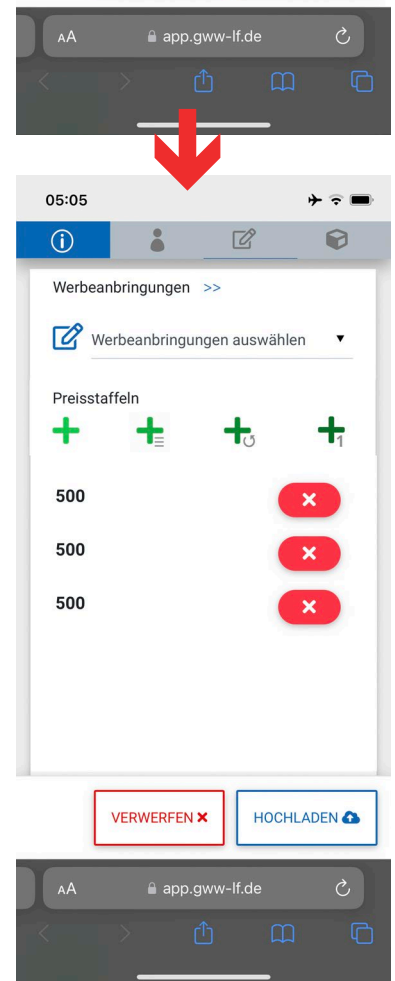 AA app.gww-lf.de
05:05
Werbeanbringungen >>
Werbeanbringungen auswählen
Preisstaffeln
1
500
500
500
VERWERFEN
HOCHLADEN
AA app.gww-lf.de